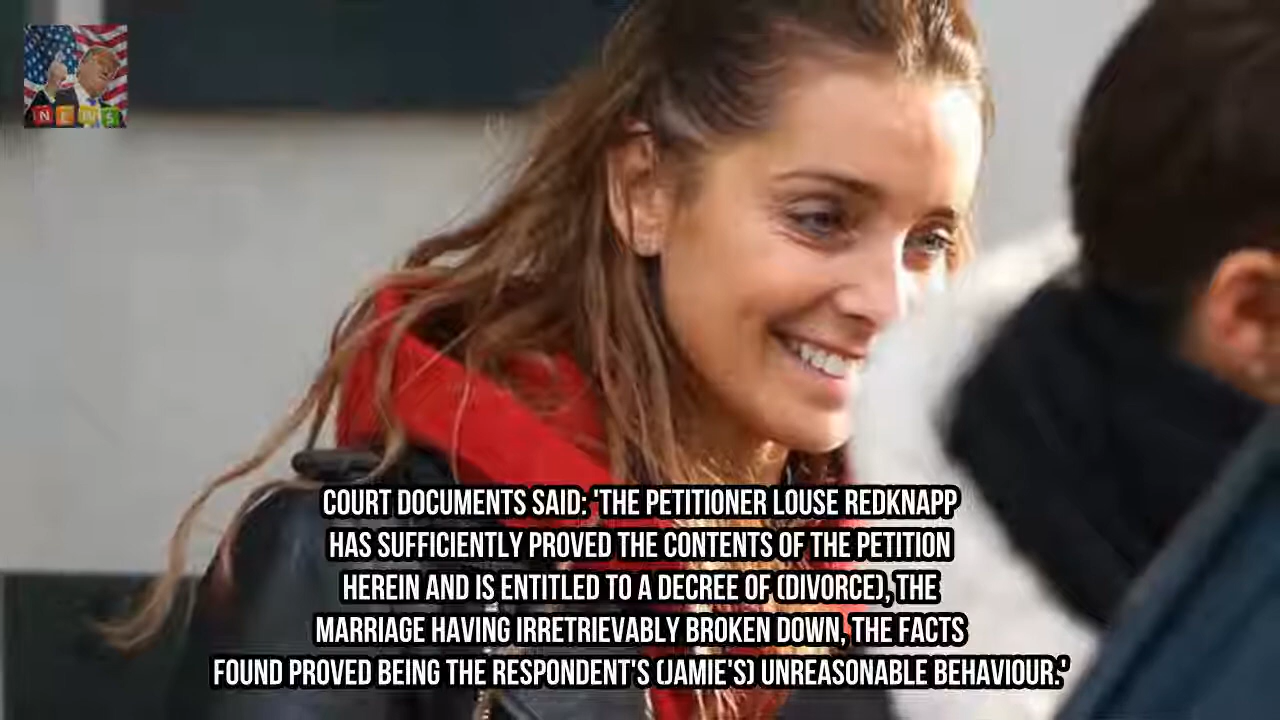 NEWS
COURT DOCUMENTS SAID: 'THE PETITIONER LOUSE REDKNAPP
HAS SUFFICIENTLY PROVED THE CONTENTS OF THE PETITION
HEREIN AND IS ENTITLED TO A DECREE OF (DIVORCE), THE
MARRIAGE HAVING IRRETRIEVABLY BROKEN DOWN, THE FACTS
FOUND PROVED BEING THE RESPONDENT'S (JAMIE'S) UNREASONABLE BEHAVIOUR.'